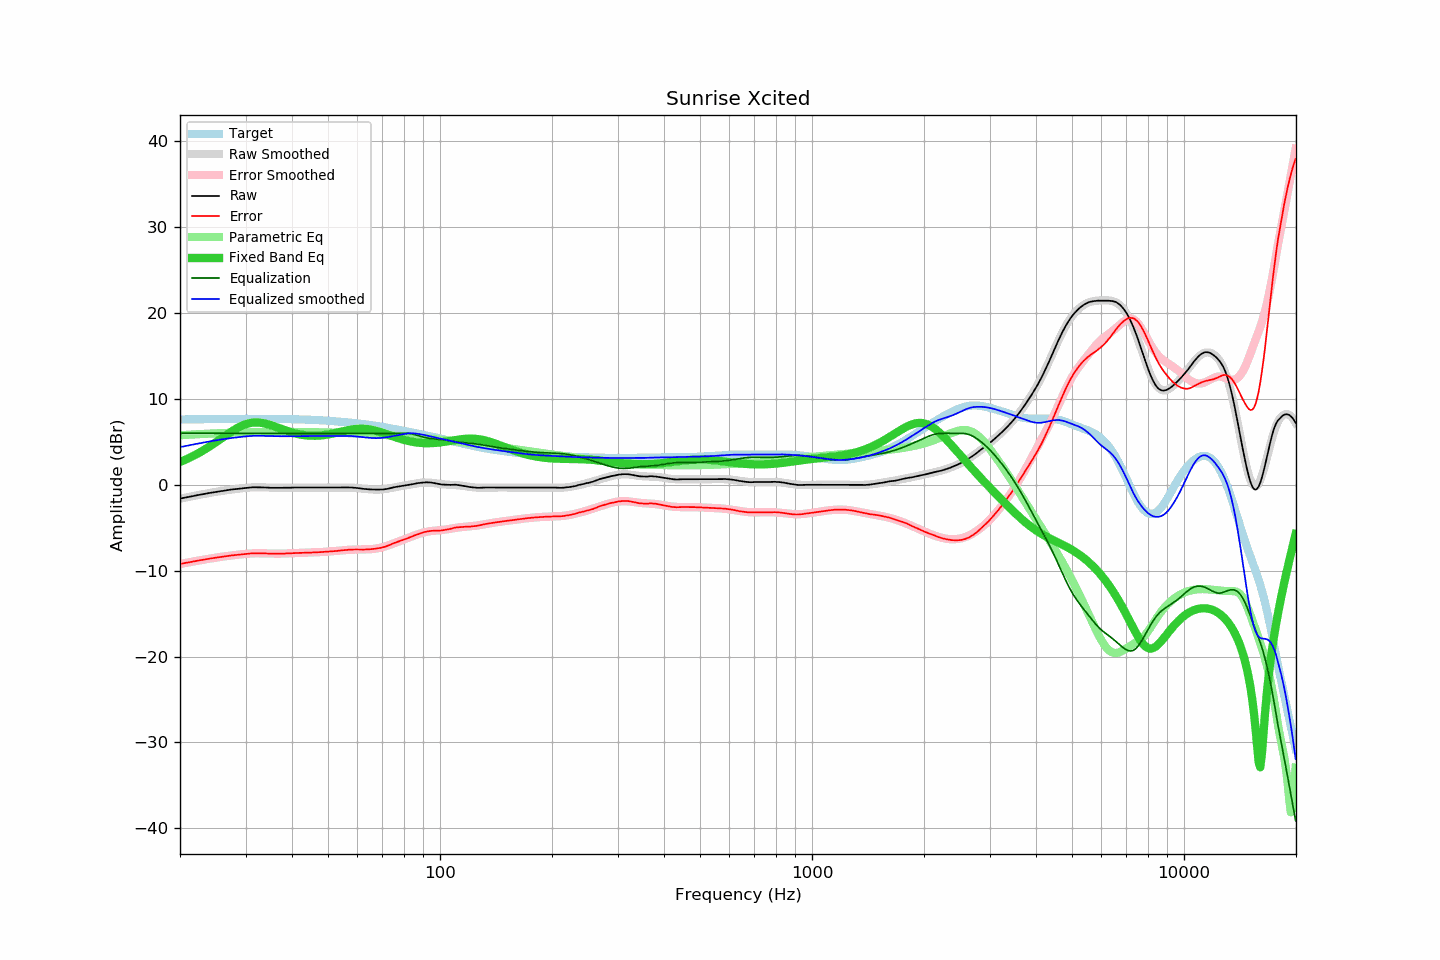 Sunrise Xcited
Target
Raw Smoothed
Error Smoothed
Raw
Error
Parametric Eq
Fixed Band Eq
Equalization
Equalized smoothed
40
30
20
10
0
−10
−20
−30
−40
Amplitude (dBr)
100
1000
10000
Frequency (Hz)